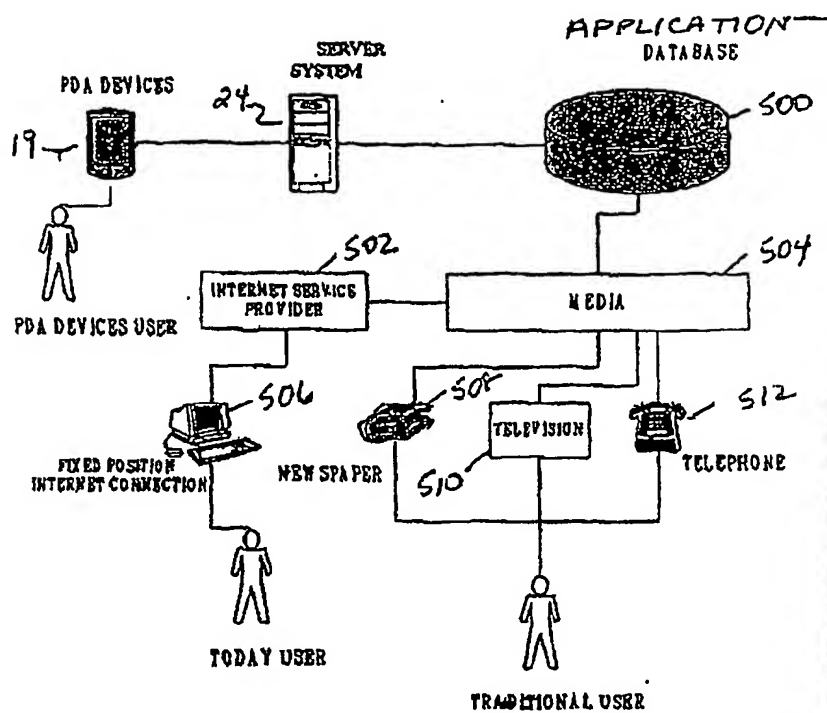 APPLICATION
DATABASE
SERVER
SYSTEM
PDA DEVICES
24
500
19
502
504
INTERNET SERVICE
PROVIDER
MEDIA
PDA DEVICES USER
506
508
512
TELEVISION
510
FIXED POSITION
INTERNET CONNECTION
NEWSPAPER
TELEPHONE
TODAY USER
TRADITIONAL USER